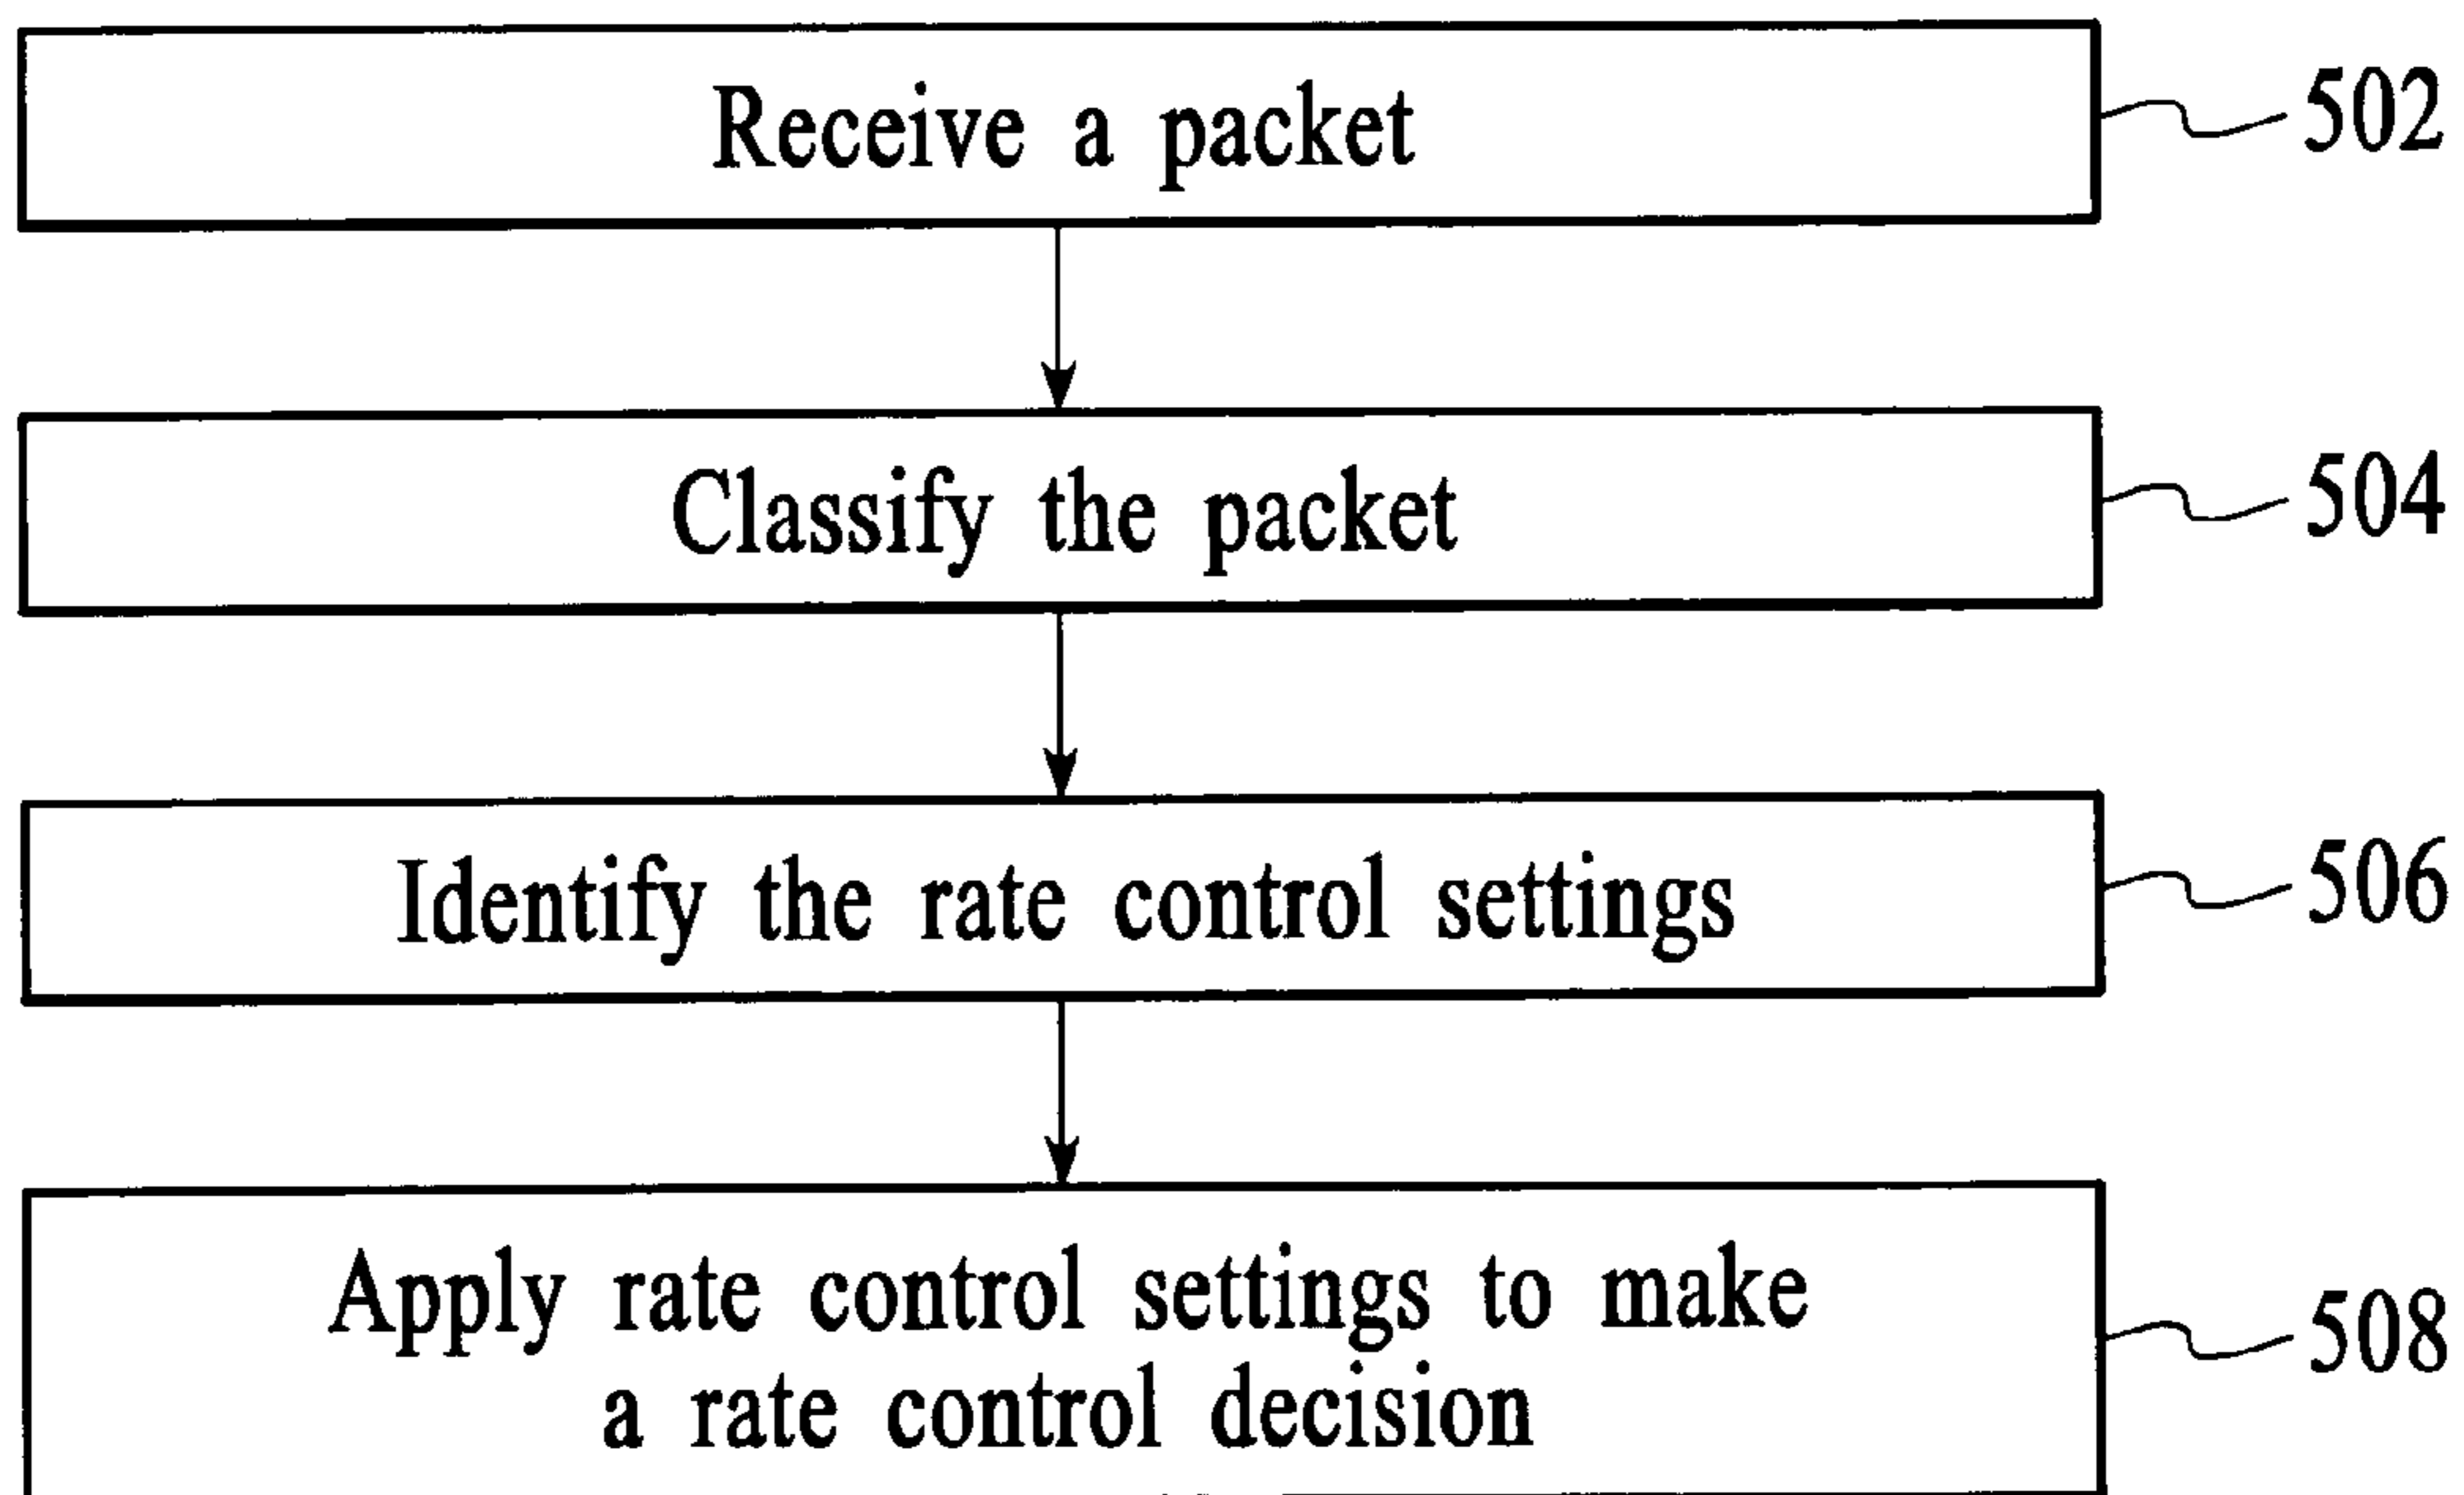 Receive a packet
502
Classify the packet
504
Identify the rate control settings
506
Apply rate control settings to make
a rate control decision
508